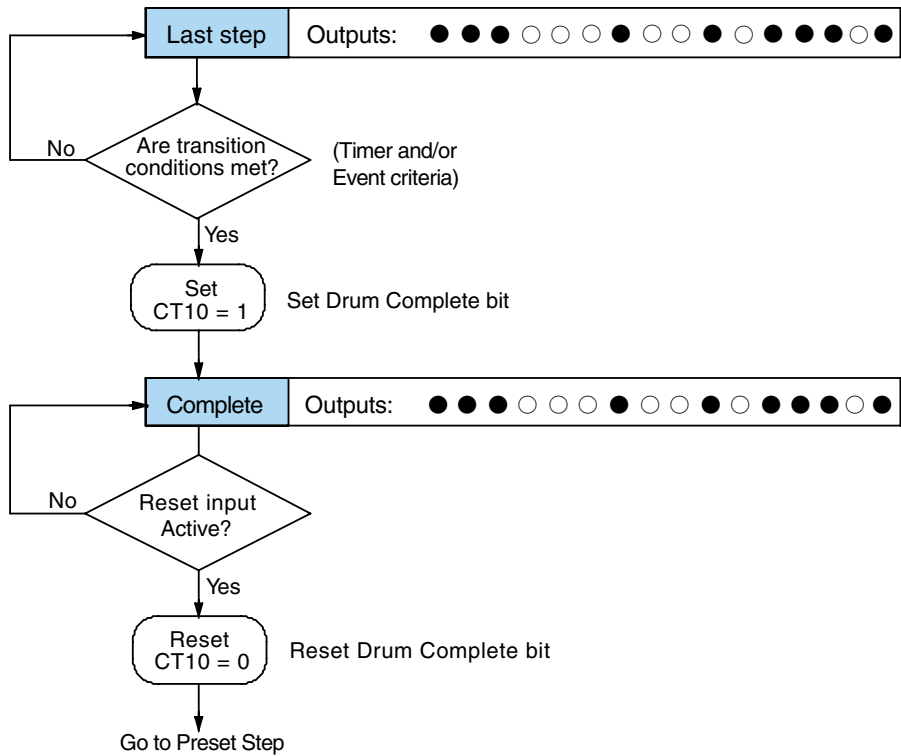 Last step Outputs:
No
Are transition
conditions met?
(Timer and/or
Event criteria)
Yes
Set
CT10 = 1
Set Drum Complete bit
Complete Outputs:
No
Reset input
Active?
Yes
Reset
CT10 = 0
Reset Drum Complete bit
Go to Preset Step